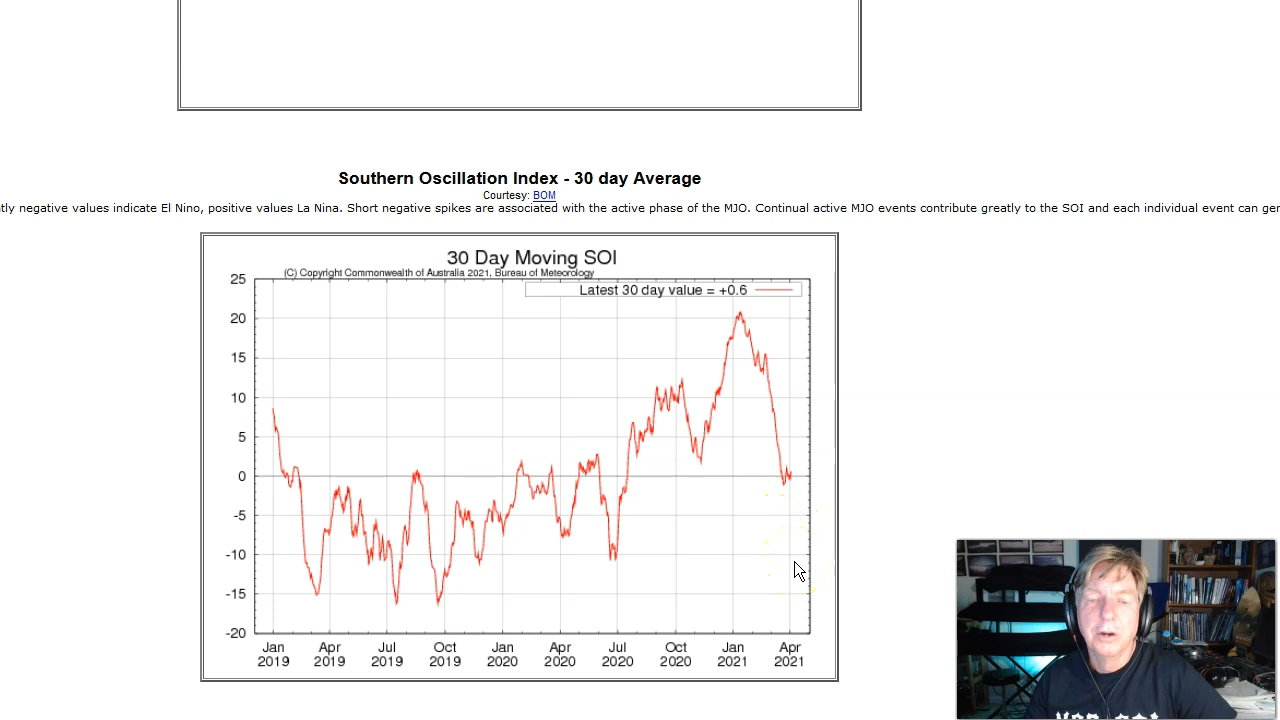 Southern Oscillation Index - 30 day Average
Courtesy: BOM
negative values indicate El Nino, positive values La Nina. Short negative spikes are associated with the active phase of the MJO. Continual active MJO events contribute greatly to the SOI and each individual event can
30 Day Moving SOI
(C) Copyright Commonwealth of Australia 2021, Bureau of Meteorology
Latest 30 day value = +0.6
25
20
15
10
5
0
-5
-10
-15
-20
Jan Apr Jul Oct Jan Apr Jul Oct Jan Apr
2019 2019 2019 2019 2020 2020 2020 2020 2021 2021